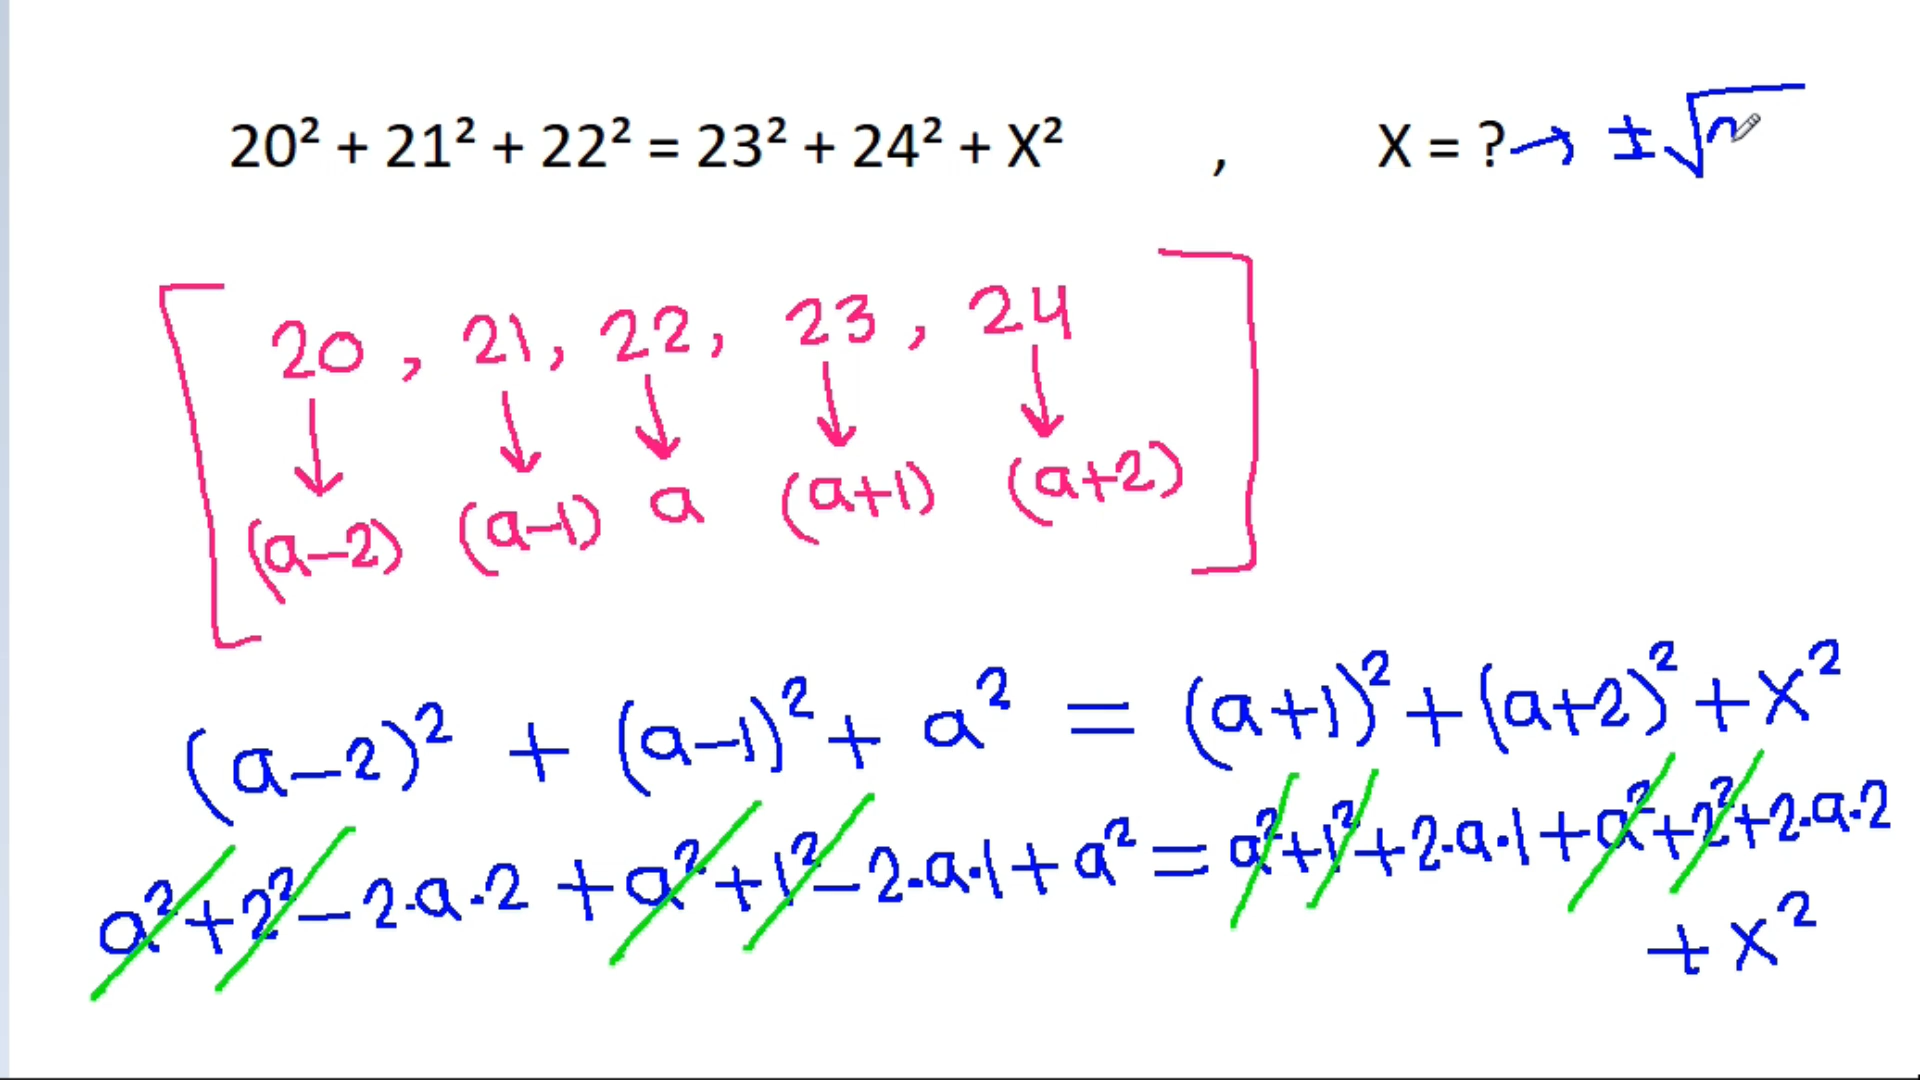 20² + 21² + 22² = 23² + 24² + X² , X = ? → ±√
20 , 21 , 22 , 23 , 24
(a-2) (a-1) a (a+1) (a+2)
(a-2)² + (a-1)² + a² = (a+1)² + (a+2)² + x²
a² + 2² - 2·a·2 + a² + 1² - 2·a·1 + a² = a² + 1² + 2·a·1 + a² + 2² + 2·a·2
+ x²